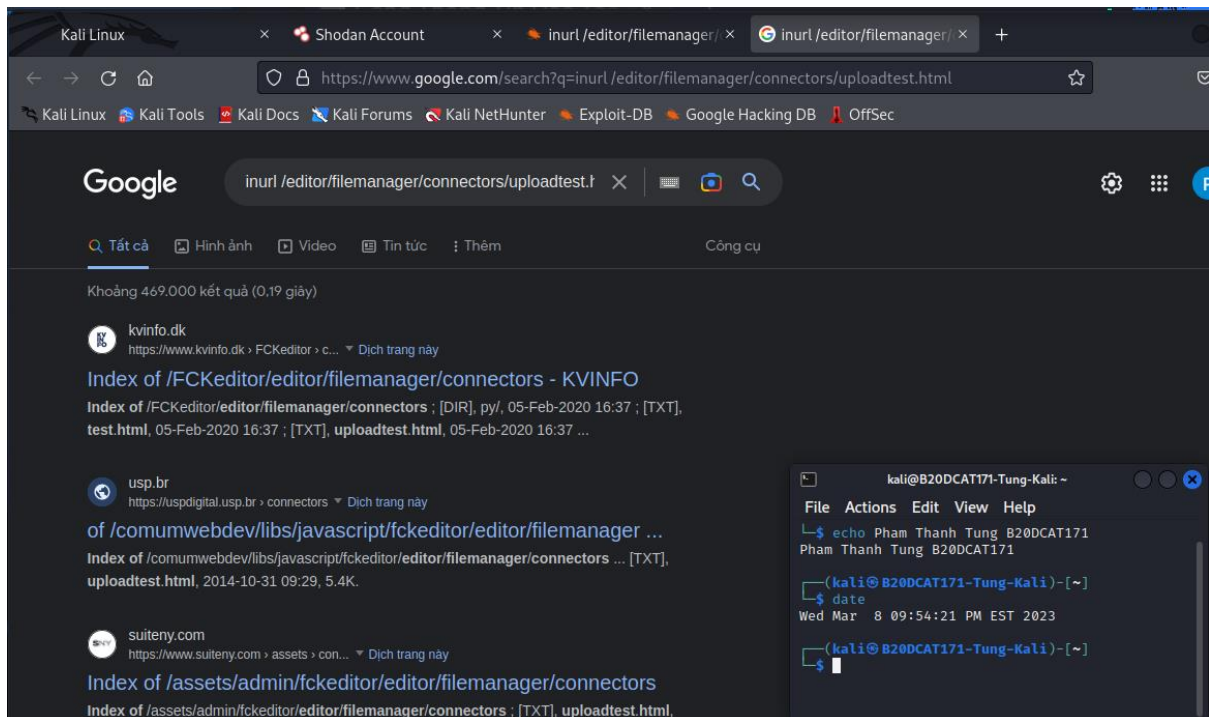 Kali Linux
Shodan Account
inurl /editor/filemanager/
inurl /editor/filemanager/
https://www.google.com/search?q=inurl /editor/filemanager/connectors/uploadtest.html
Kali Linux Kali Tools Kali Docs Kali Forums Kali NetHunter Exploit-DB Google Hacking DB OffSec
Google
inurl /editor/filemanager/connectors/uploadtest.h
Tất cả Hình ảnh Video Tin tức Thêm Công cụ
Khoảng 469.000 kết quả (0,19 giây)
kvinfo.dk
https://www.kvinfo.dk › FCKeditor › c... Dịch trang này
Index of /FCKeditor/editor/filemanager/connectors - KVINFO
Index of /FCKeditor/editor/filemanager/connectors ; [DIR], py/, 05-Feb-2020 16:37 ; [TXT],
test.html, 05-Feb-2020 16:37 ; [TXT], uploadtest.html, 05-Feb-2020 16:37 ...
usp.br
https://uspdigital.usp.br › connectors Dịch trang này
of /comumwebdev/libs/javascript/fckeditor/editor/filemanager ...
Index of /comumwebdev/libs/javascript/fckeditor/editor/filemanager/connectors ... [TXT],
uploadtest.html, 2014-10-31 09:29, 5.4K.
SNY
suiteny.com
https://www.suiteny.com › assets › con... Dịch trang này
Index of /assets/admin/fckeditor/editor/filemanager/connectors
Index of /assets/admin/fckeditor/editor/filemanager/connectors ; [TXT], uploadtest.html,
kali@B20DCAT171-Tung-Kali: ~
File Actions Edit View Help
$ echo Pham Thanh Tung B20DCAT171
Pham Thanh Tung B20DCAT171
(kali㉿B20DCAT171-Tung-Kali)-[~]
$ date
Wed Mar  8 09:54:21 PM EST 2023
(kali㉿B20DCAT171-Tung-Kali)-[~]
$